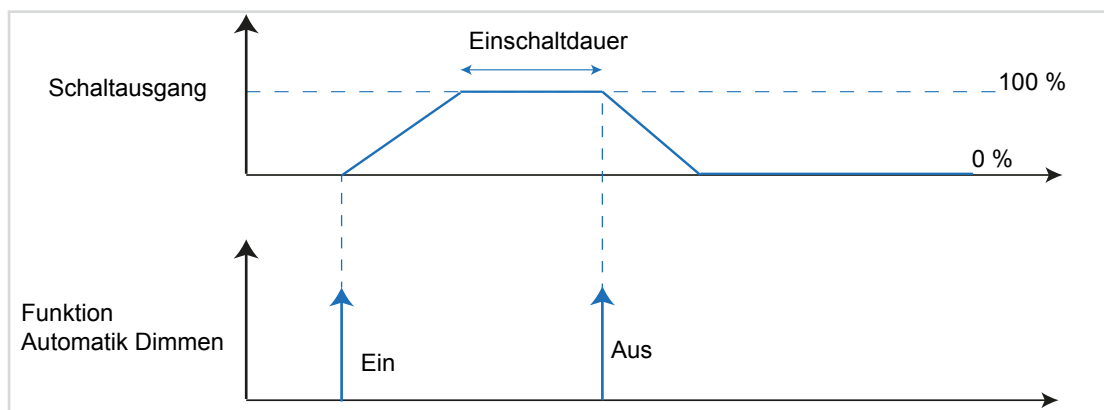 Einschaltdauer
Schaltausgang
100 %
0 %
Funktion
Automatik Dimmen
Ein
Aus